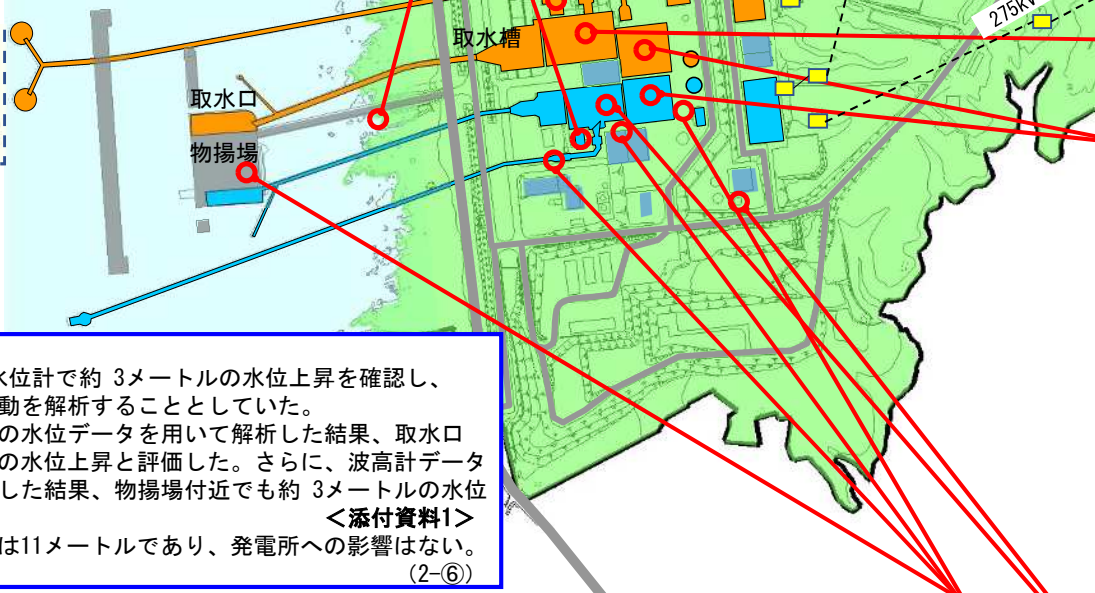 275kV
取水槽
取水口
物揚場
水位計で約 3メートルの水位上昇を確認し、
動を解析することとしていた。
の水位データを用いて解析した結果、取水口
の水位上昇と評価した。さらに、波高計データ
した結果、物揚場付近でも約 3メートルの水位
＜添付資料1＞
は11メートルであり、発電所への影響はない。
(2-⑥)